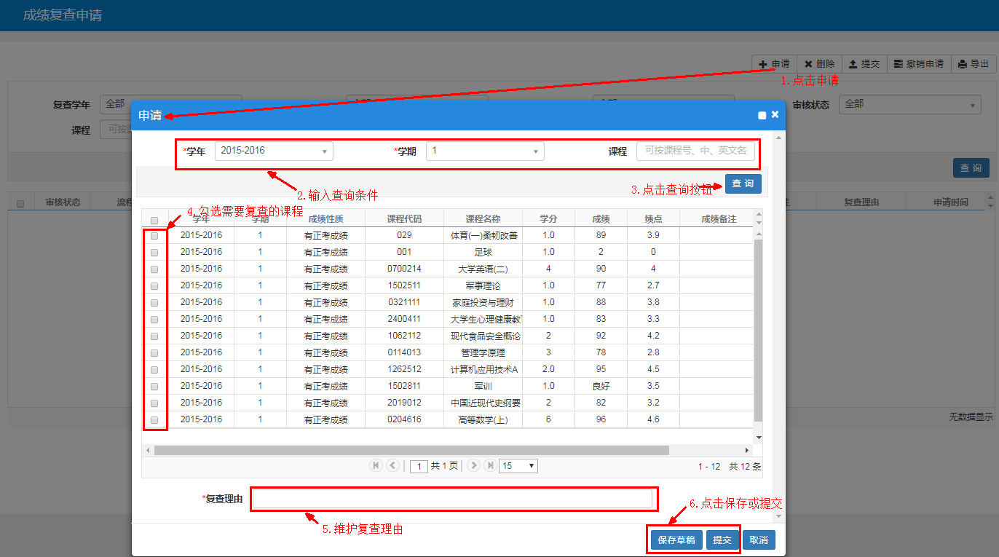 成绩复查申请
申请 删除 提交 撤销申请 导出
1.点击申请
复查学年 全部 审核状态 全部
课程 可按
查 询
审核状态 流程 复查理由 申请时间
无数据显示
申请
*学年 2015-2016 *学期 1 课程 可按课程号、中、英文名
2.输入查询条件
3.点击查询按钮 查 询
4.勾选需要复查的课程
学年 学期 成绩性质 课程代码 课程名称 学分 成绩 绩点 成绩备注
2015-2016 1 有正考成绩 029 体育(一)柔韧改善 1.0 89 3.9
2015-2016 1 有正考成绩 001 足球 1.0 2 0
2015-2016 1 有正考成绩 0700214 大学英语(二) 4 90 4
2015-2016 1 有正考成绩 1502511 军事理论 1.0 77 2.7
2015-2016 1 有正考成绩 0321111 家庭投资与理财 1.0 88 3.8
2015-2016 1 有正考成绩 2400411 大学生心理健康教 1.0 83 3.3
2015-2016 1 有正考成绩 1062112 现代食品安全概论 2 92 4.2
2015-2016 1 有正考成绩 0114013 管理学原理 3 78 2.8
2015-2016 1 有正考成绩 1262512 计算机应用技术A 2.0 95 4.5
2015-2016 1 有正考成绩 1502811 军训 1.0 良好 3.5
2015-2016 1 有正考成绩 2019012 中国近现代史纲要 2 82 3.2
2015-2016 1 有正考成绩 0204616 高等数学(上) 6 96 4.6
1 共 1 页 15 1 - 12 共 12 条
*复查理由
5.维护复查理由
6.点击保存或提交
保存草稿 提交 取消